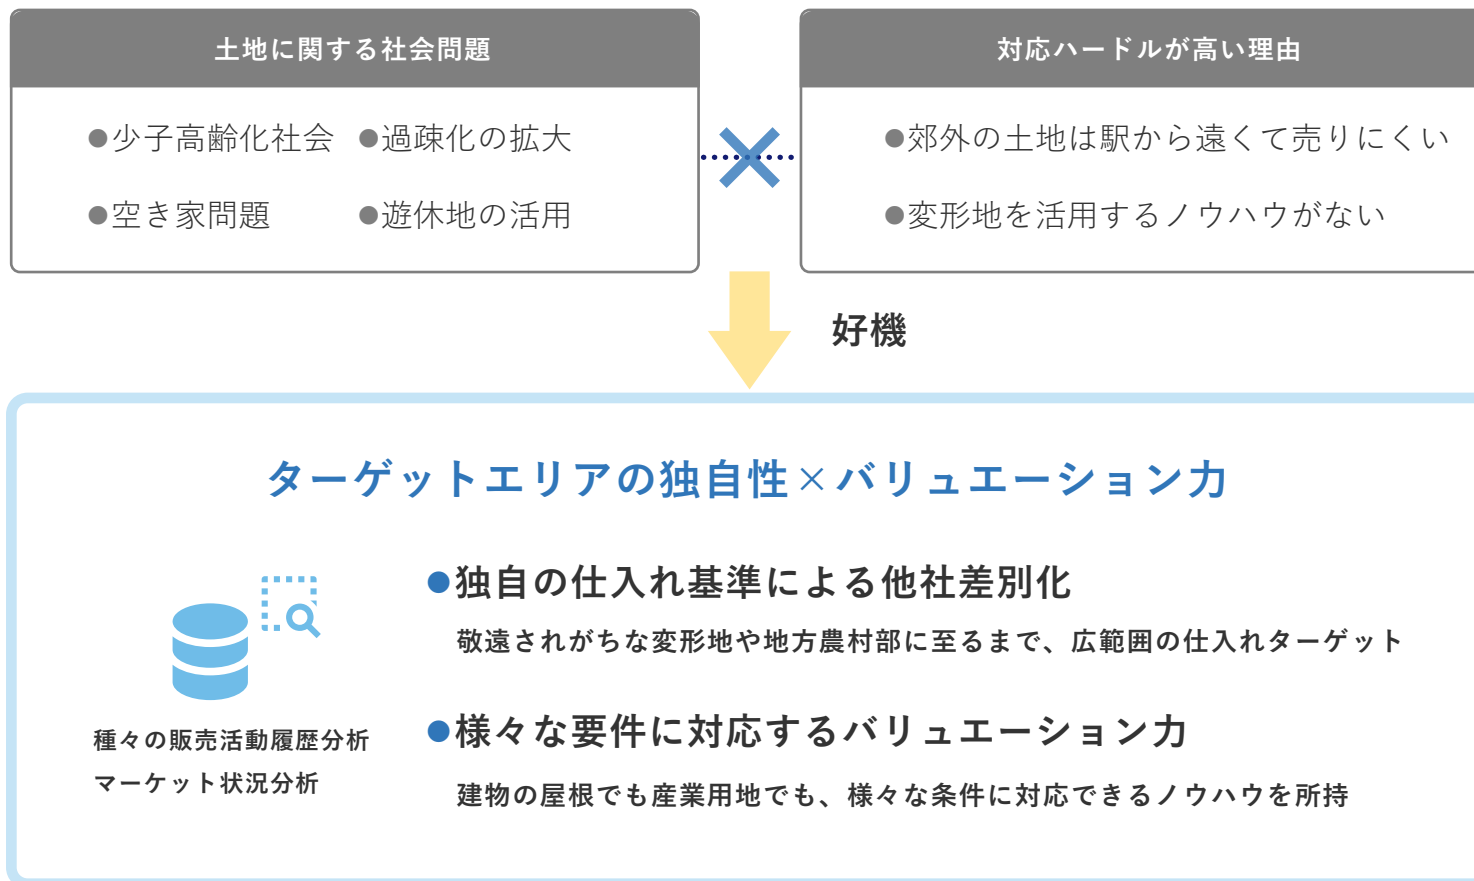 土地に関する社会問題
●少子高齢化社会 ●過疎化の拡大
●空き家問題 ●遊休地の活用
対応ハードルが高い理由
●郊外の土地は駅から遠くて売りにくい
●変形地を活用するノウハウがない
好機
ターゲットエリアの独自性×バリュエーション力
種々の販売活動履歴分析
マーケット状況分析
●独自の仕入れ基準による他社差別化
敬遠されがちな変形地や地方農村部に至るまで、広範囲の仕入れターゲット
●様々な要件に対応するバリュエーション力
建物の屋根でも産業用地でも、様々な条件に対応できるノウハウを所持